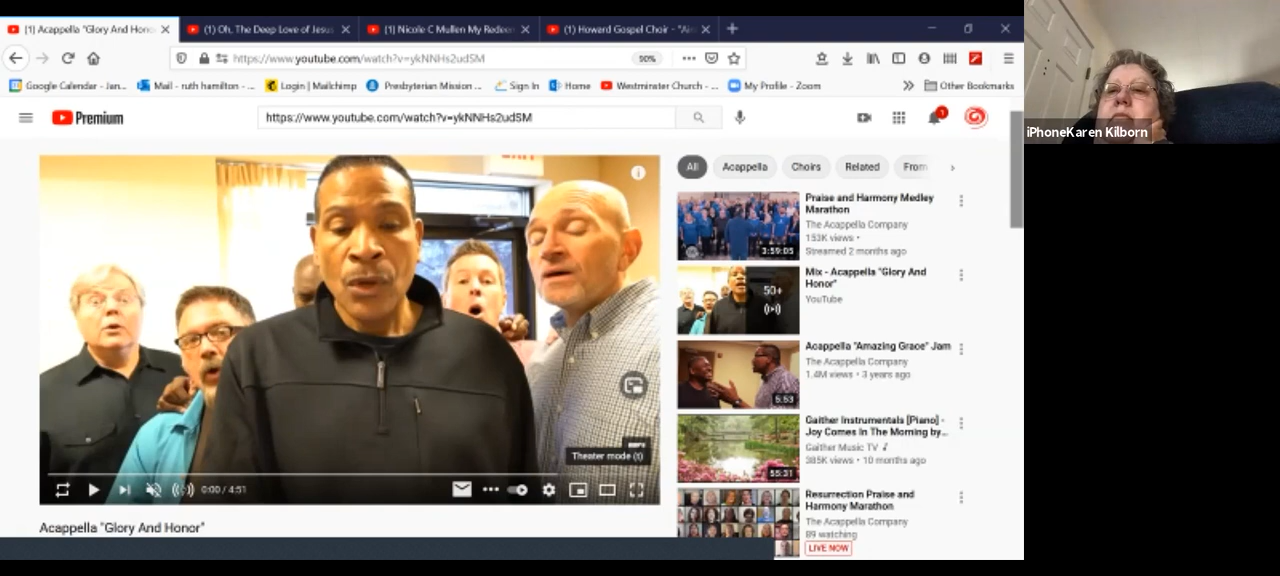 (1) Acappella "Glory And Hono
(1) Oh, The Deep Love of Jesus
(1) Nicole C Mullen My Redee
(1) Howard Gospel Choir - "Ai
https://www.youtube.com/watch?v=ykNNHs2udSM
90%
Google Calendar - Jan...
Mail - ruth hamilton - ...
Login | Mailchimp
Presbyterian Mission ...
Sign In
Home
Westminster Church - ...
My Profile - Zoom
Other Bookmarks
Premium
https://www.youtube.com/watch?v=ykNNHs2udSM
1
iPhoneKaren Kilborn
EXIT
All
Acappella
Choirs
Related
From
Praise and Harmony Medley
Marathon
The Acappella Company
153K views •
Streamed 2 months ago
3:59:05
Mix - Acappella "Glory And
Honor"
YouTube
50+
Acappella "Amazing Grace" Jam
The Acappella Company
1.4M views • 3 years ago
5:53
Gaither Instrumentals [Piano] -
Joy Comes In The Morning by...
Gaither Music TV
385K views • 10 months ago
55:31
Resurrection Praise and
Harmony Marathon
The Acappella Company
89 watching
LIVE NOW
Theater mode (t)
0:00 / 4:51
Acappella "Glory And Honor"